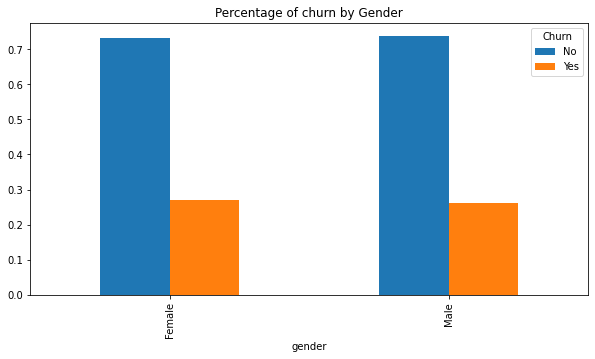 Percentage of churn by Gender
Churn
No
Yes
0.7
0.6
0.5
0.4
0.3
0.2
0.1
0.0
Female
Male
gender